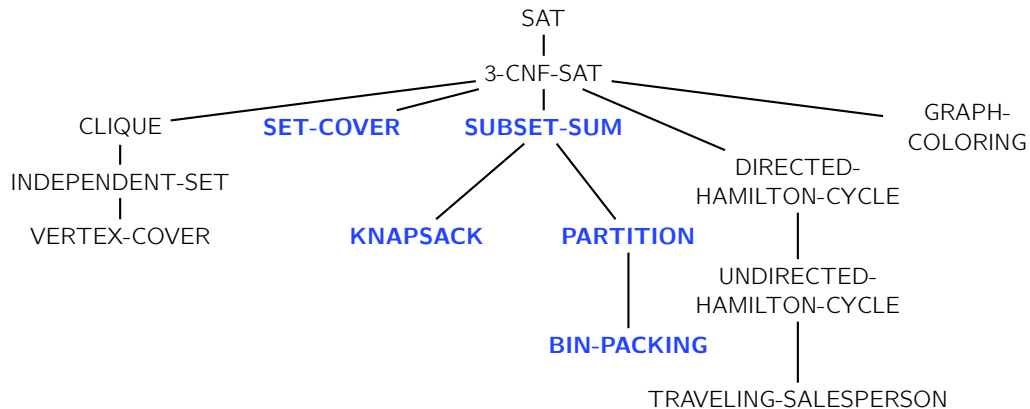 SAT
3-CNF-SAT
CLIQUE
SET-COVER
SUBSET-SUM
GRAPH-
COLORING
INDEPENDENT-SET
DIRECTED-
HAMILTON-CYCLE
VERTEX-COVER
KNAPSACK
PARTITION
UNDIRECTED-
HAMILTON-CYCLE
BIN-PACKING
TRAVELING-SALESPERSON